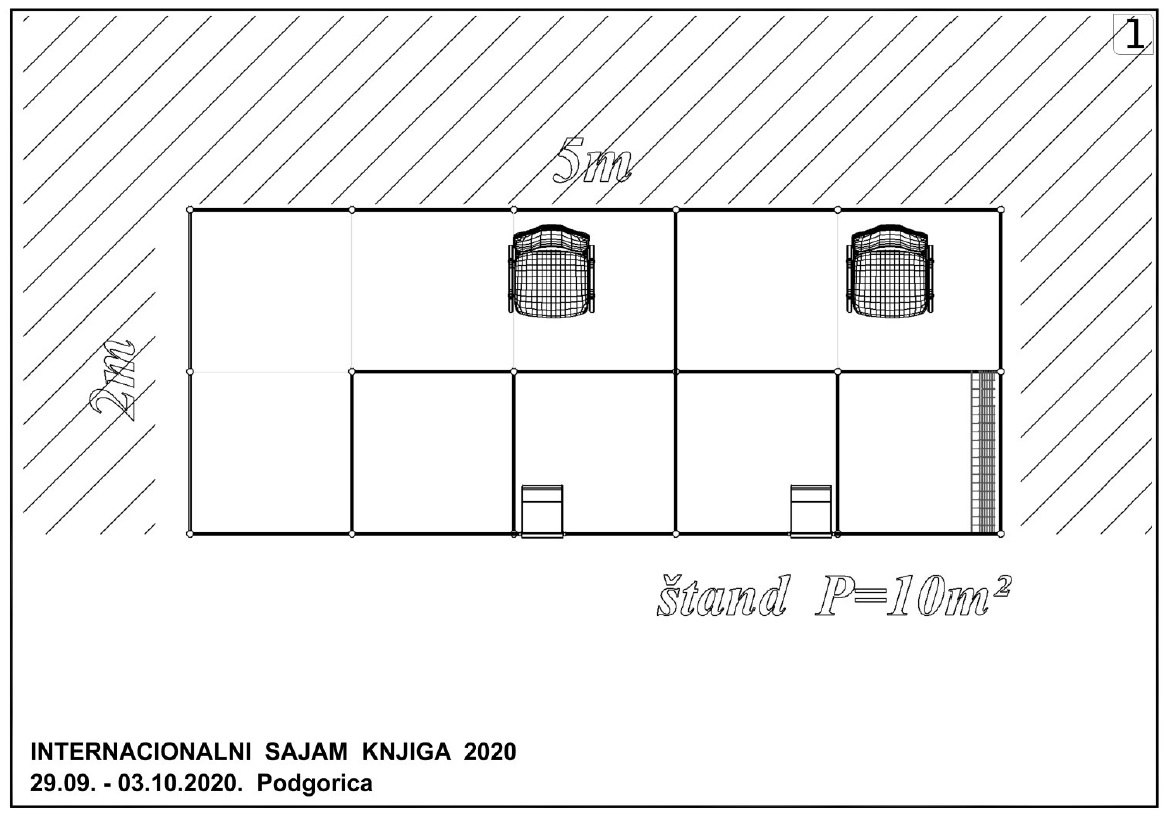 1
5m
2m
štand P=10m²
INTERNACIONALNI SAJAM KNJIGA 2020
29.09. - 03.10.2020. Podgorica